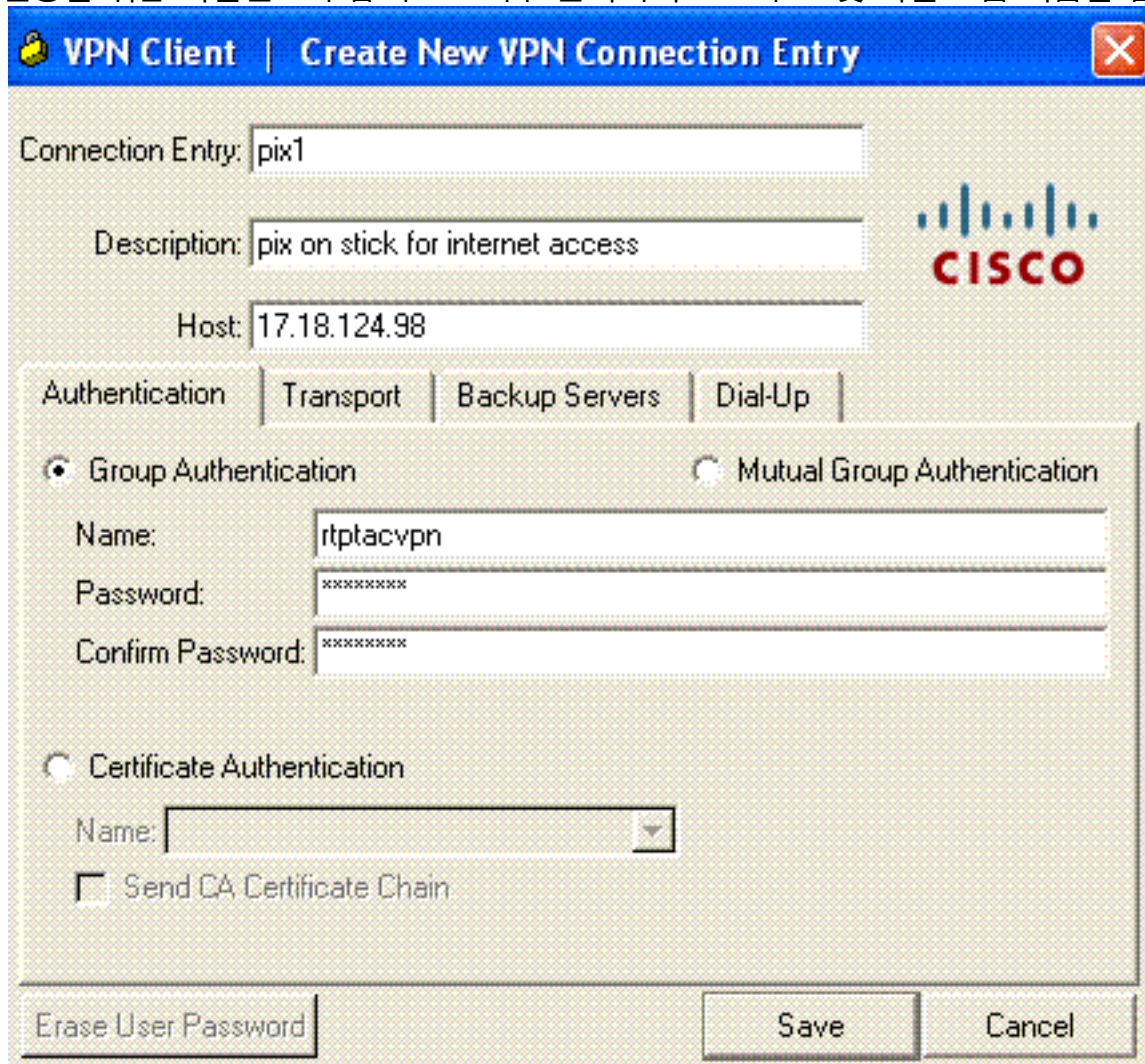 VPN Client | Create New VPN Connection Entry
Connection Entry: pix1
Description: pix on stick for internet access
Host: 17.18.124.98
CISCO
Authentication Transport Backup Servers Dial-Up
Group Authentication Mutual Group Authentication
Name: rtptacvpn
Password: ********
Confirm Password: ********
Certificate Authentication
Name:
Send CA Certificate Chain
Erase User Password Save Cancel